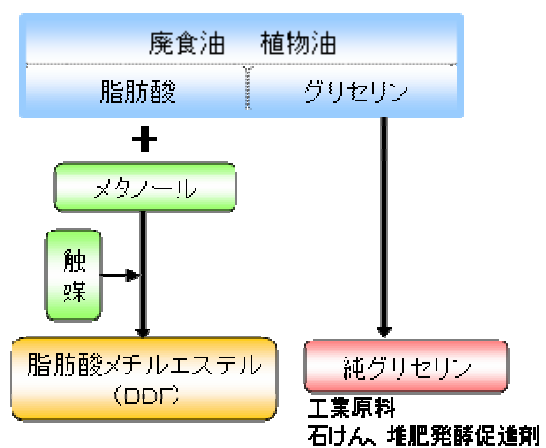 廃食油 植物油
脂肪酸 グリセリン
+
メタノール
触
媒
脂肪酸メチルエステル
純グリセリン
工業原料
石けん、堆肥発酵促進剤